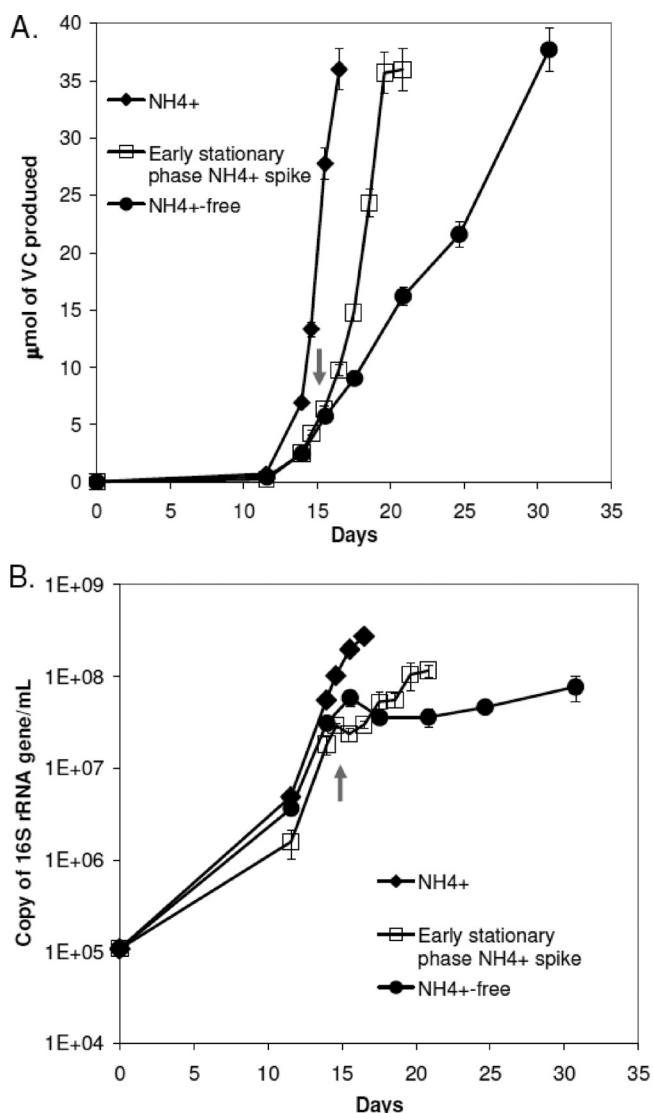 A.
40
35
30
25
20
15
10
5
0
µmol of VC produced
NH4+
Early stationary
phase NH4+ spike
NH4+-free
0 5 10 15 20 25 30 35
Days
B.
1E+09
1E+08
1E+07
1E+06
1E+05
1E+04
Copy of 16S rRNA gene/mL
NH4+
Early stationary
phase NH4+ spike
NH4+-free
0 5 10 15 20 25 30 35
Days